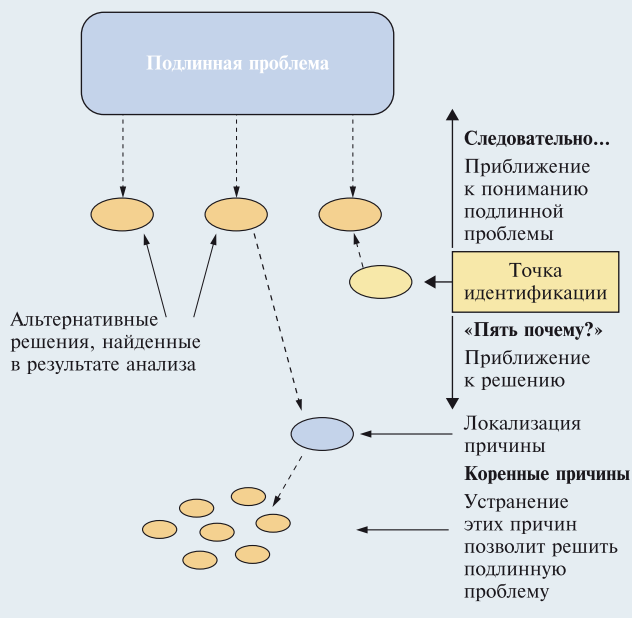 Подлинная проблема
Следовательно...
Приближение
к пониманию
подлинной
проблемы
Точка
идентификации
Альтернативные
решения, найденные
в результате анализа
«Пять почему?»
Приближение
к решению
Локализация
причины
Коренные причины
Устранение
этих причин
позволит решить
подлинную
проблему